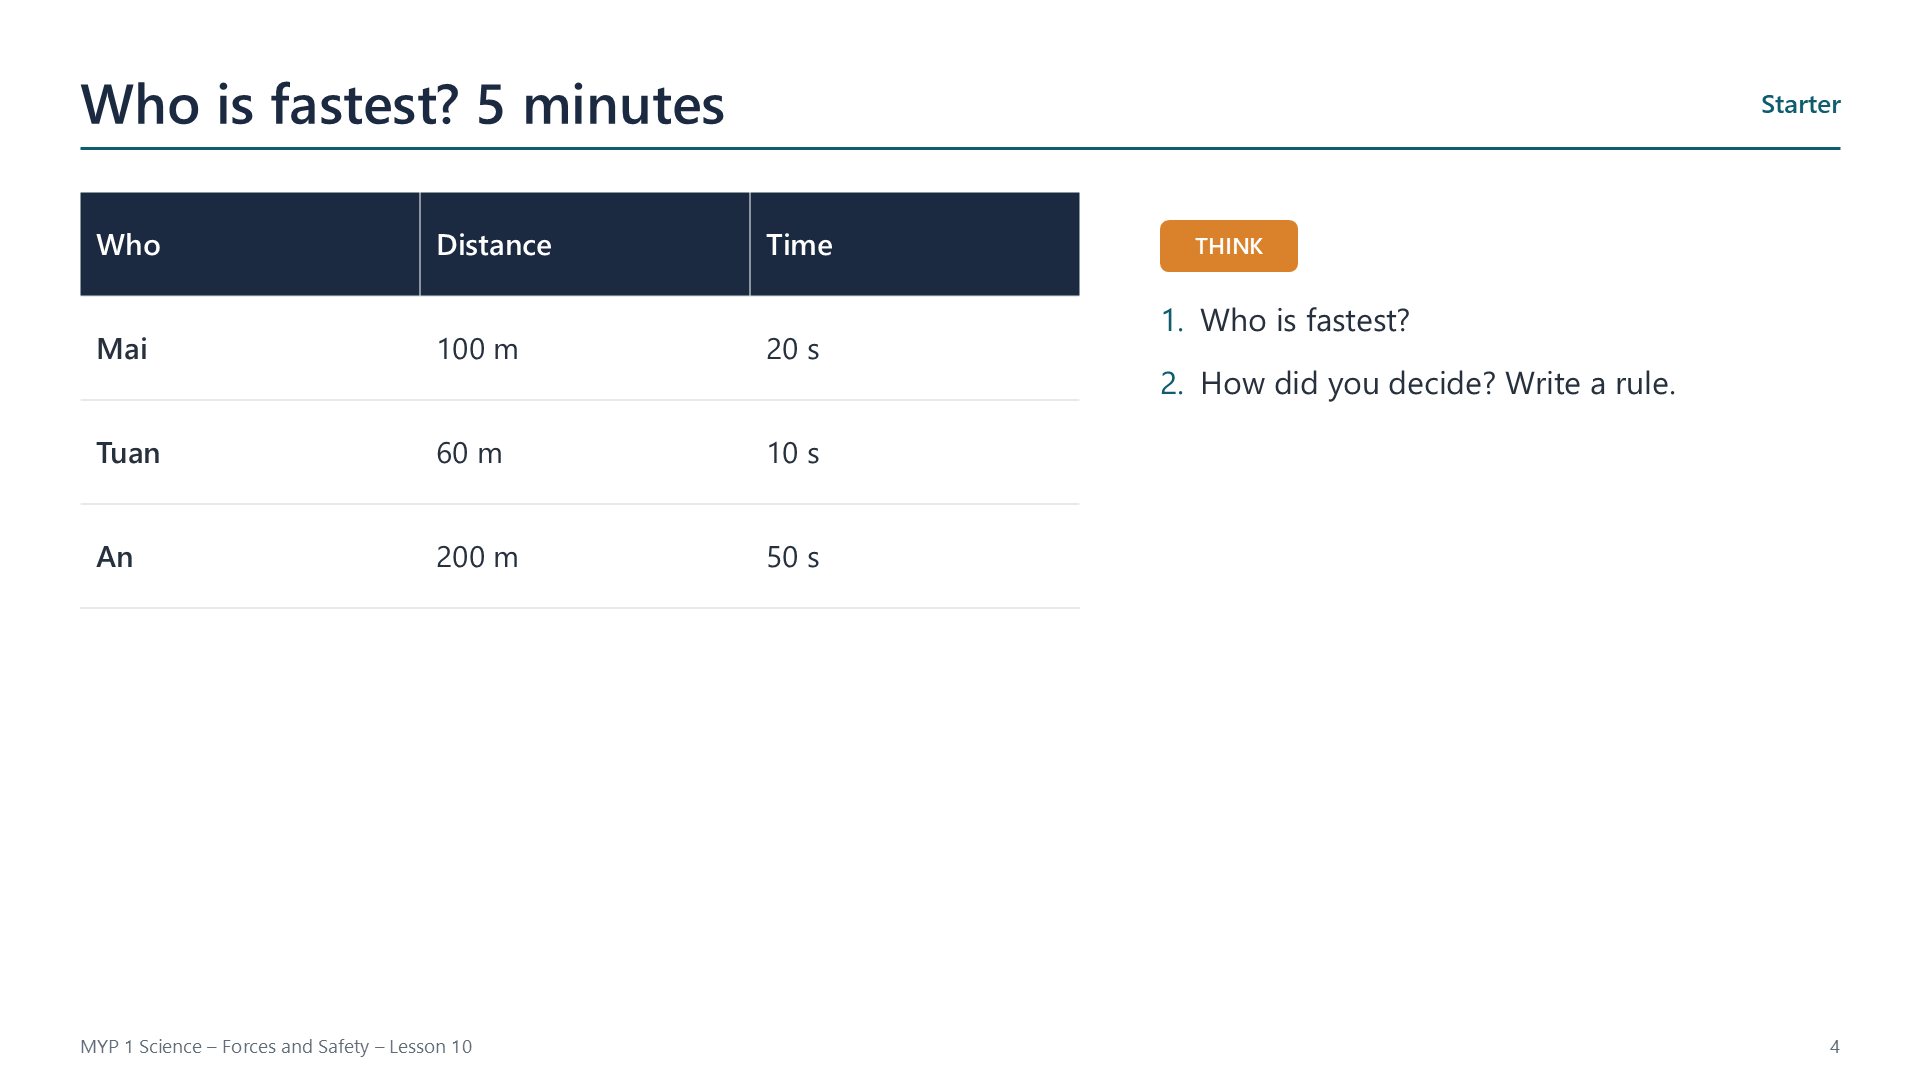 Who is fastest? 5 minutes
Starter
Who Distance Time
Mai 100 m 20 s
Tuan 60 m 10 s
An 200 m 50 s
THINK
1. Who is fastest?
2. How did you decide? Write a rule.
MYP 1 Science – Forces and Safety – Lesson 10
4